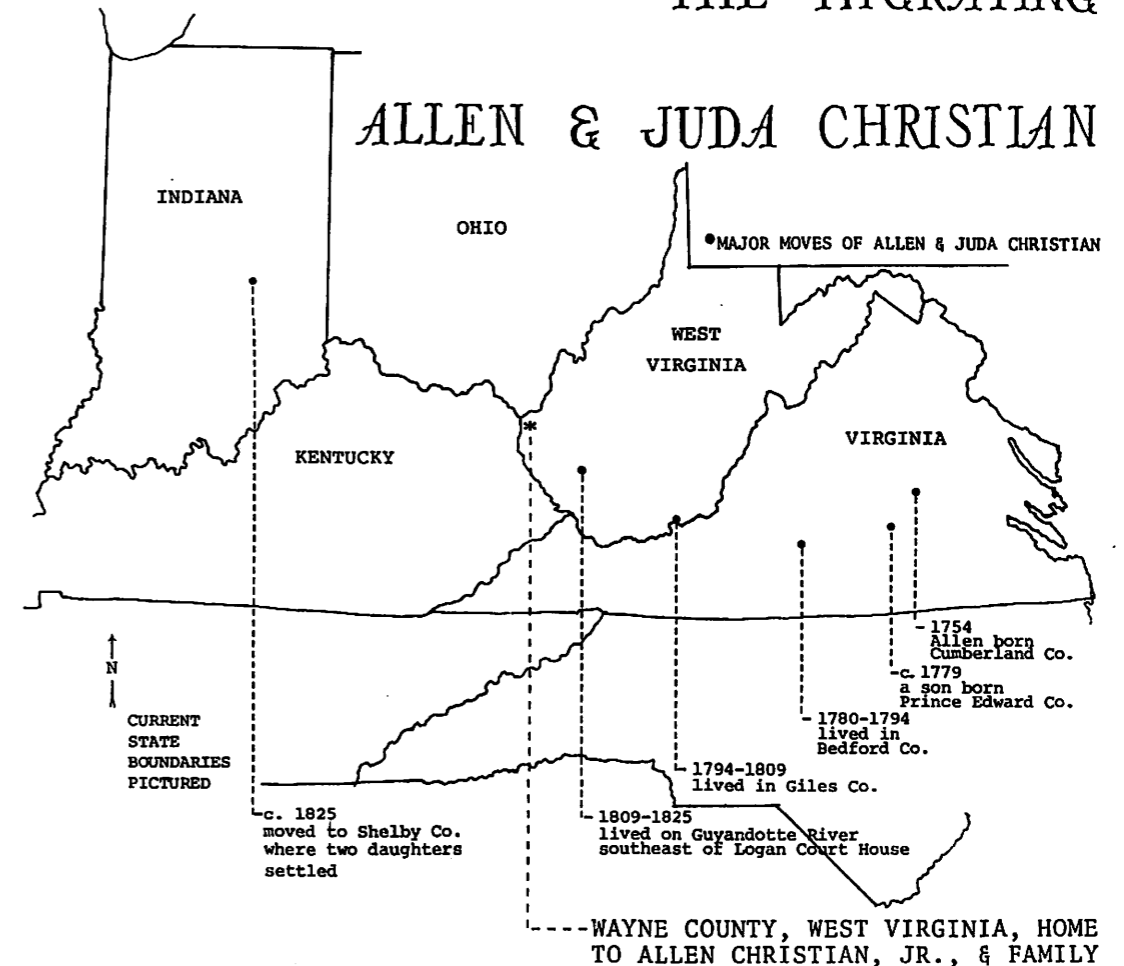 THE MIGRATING
ALLEN & JUDA CHRISTIAN
INDIANA
OHIO
MAJOR MOVES OF ALLEN & JUDA CHRISTIAN
WEST
VIRGINIA
VIRGINIA
*
KENTUCKY
1754
Allen born
Cumberland Co.
N
c. 1779
a son born
Prince Edward Co.
CURRENT
STATE
BOUNDARIES
PICTURED
1780-1794
lived in
Bedford Co.
1794-1809
lived in Giles Co.
c. 1825
moved to Shelby Co.
where two daughters
settled
1809-1825
lived on Guyandotte River
southeast of Logan Court House
WAYNE COUNTY, WEST VIRGINIA, HOME
TO ALLEN CHRISTIAN, JR., & FAMILY